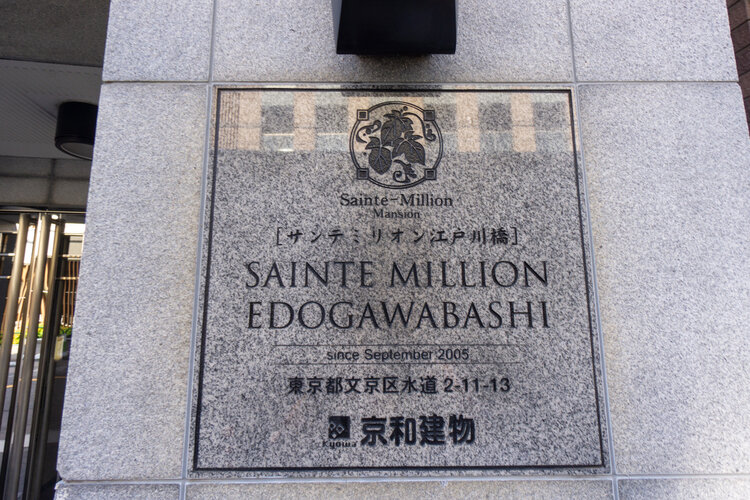 Sainte-Million
Mansion
[サンテミリオン江戸川橋]
SAINTE MILLION
EDOGAWABASHI
since September 2005
東京都文京区水道 2-11-13
Kyowa 京和建物